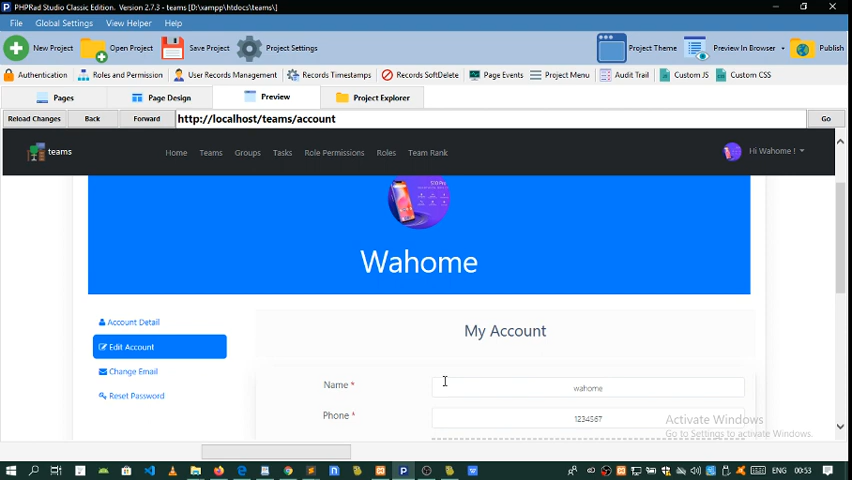 PHPRad Studio Classic Edition. Version 2.7.3 - teams [D:\xampp\htdocs\teams\]
File Global Settings View Helper Help
New Project Open Project Save Project Project Settings Project Theme Preview In Browser Publish
Authentication Roles and Permission User Records Management Records Timestamps Records SoftDelete Page Events Project Menu Audit Trail Custom JS Custom CSS
Pages Page Design Preview Project Explorer
Reload Changes Back Forward http://localhost/teams/account Go
teams Home Teams Groups Tasks Role Permissions Roles Team Rank Hi Wahome !
Wahome
Account Detail
Edit Account
Change Email
Reset Password
My Account
Name * wahome
Phone * 1234567
Activate Windows
Go to Settings to activate Windows.
ENG 00:53